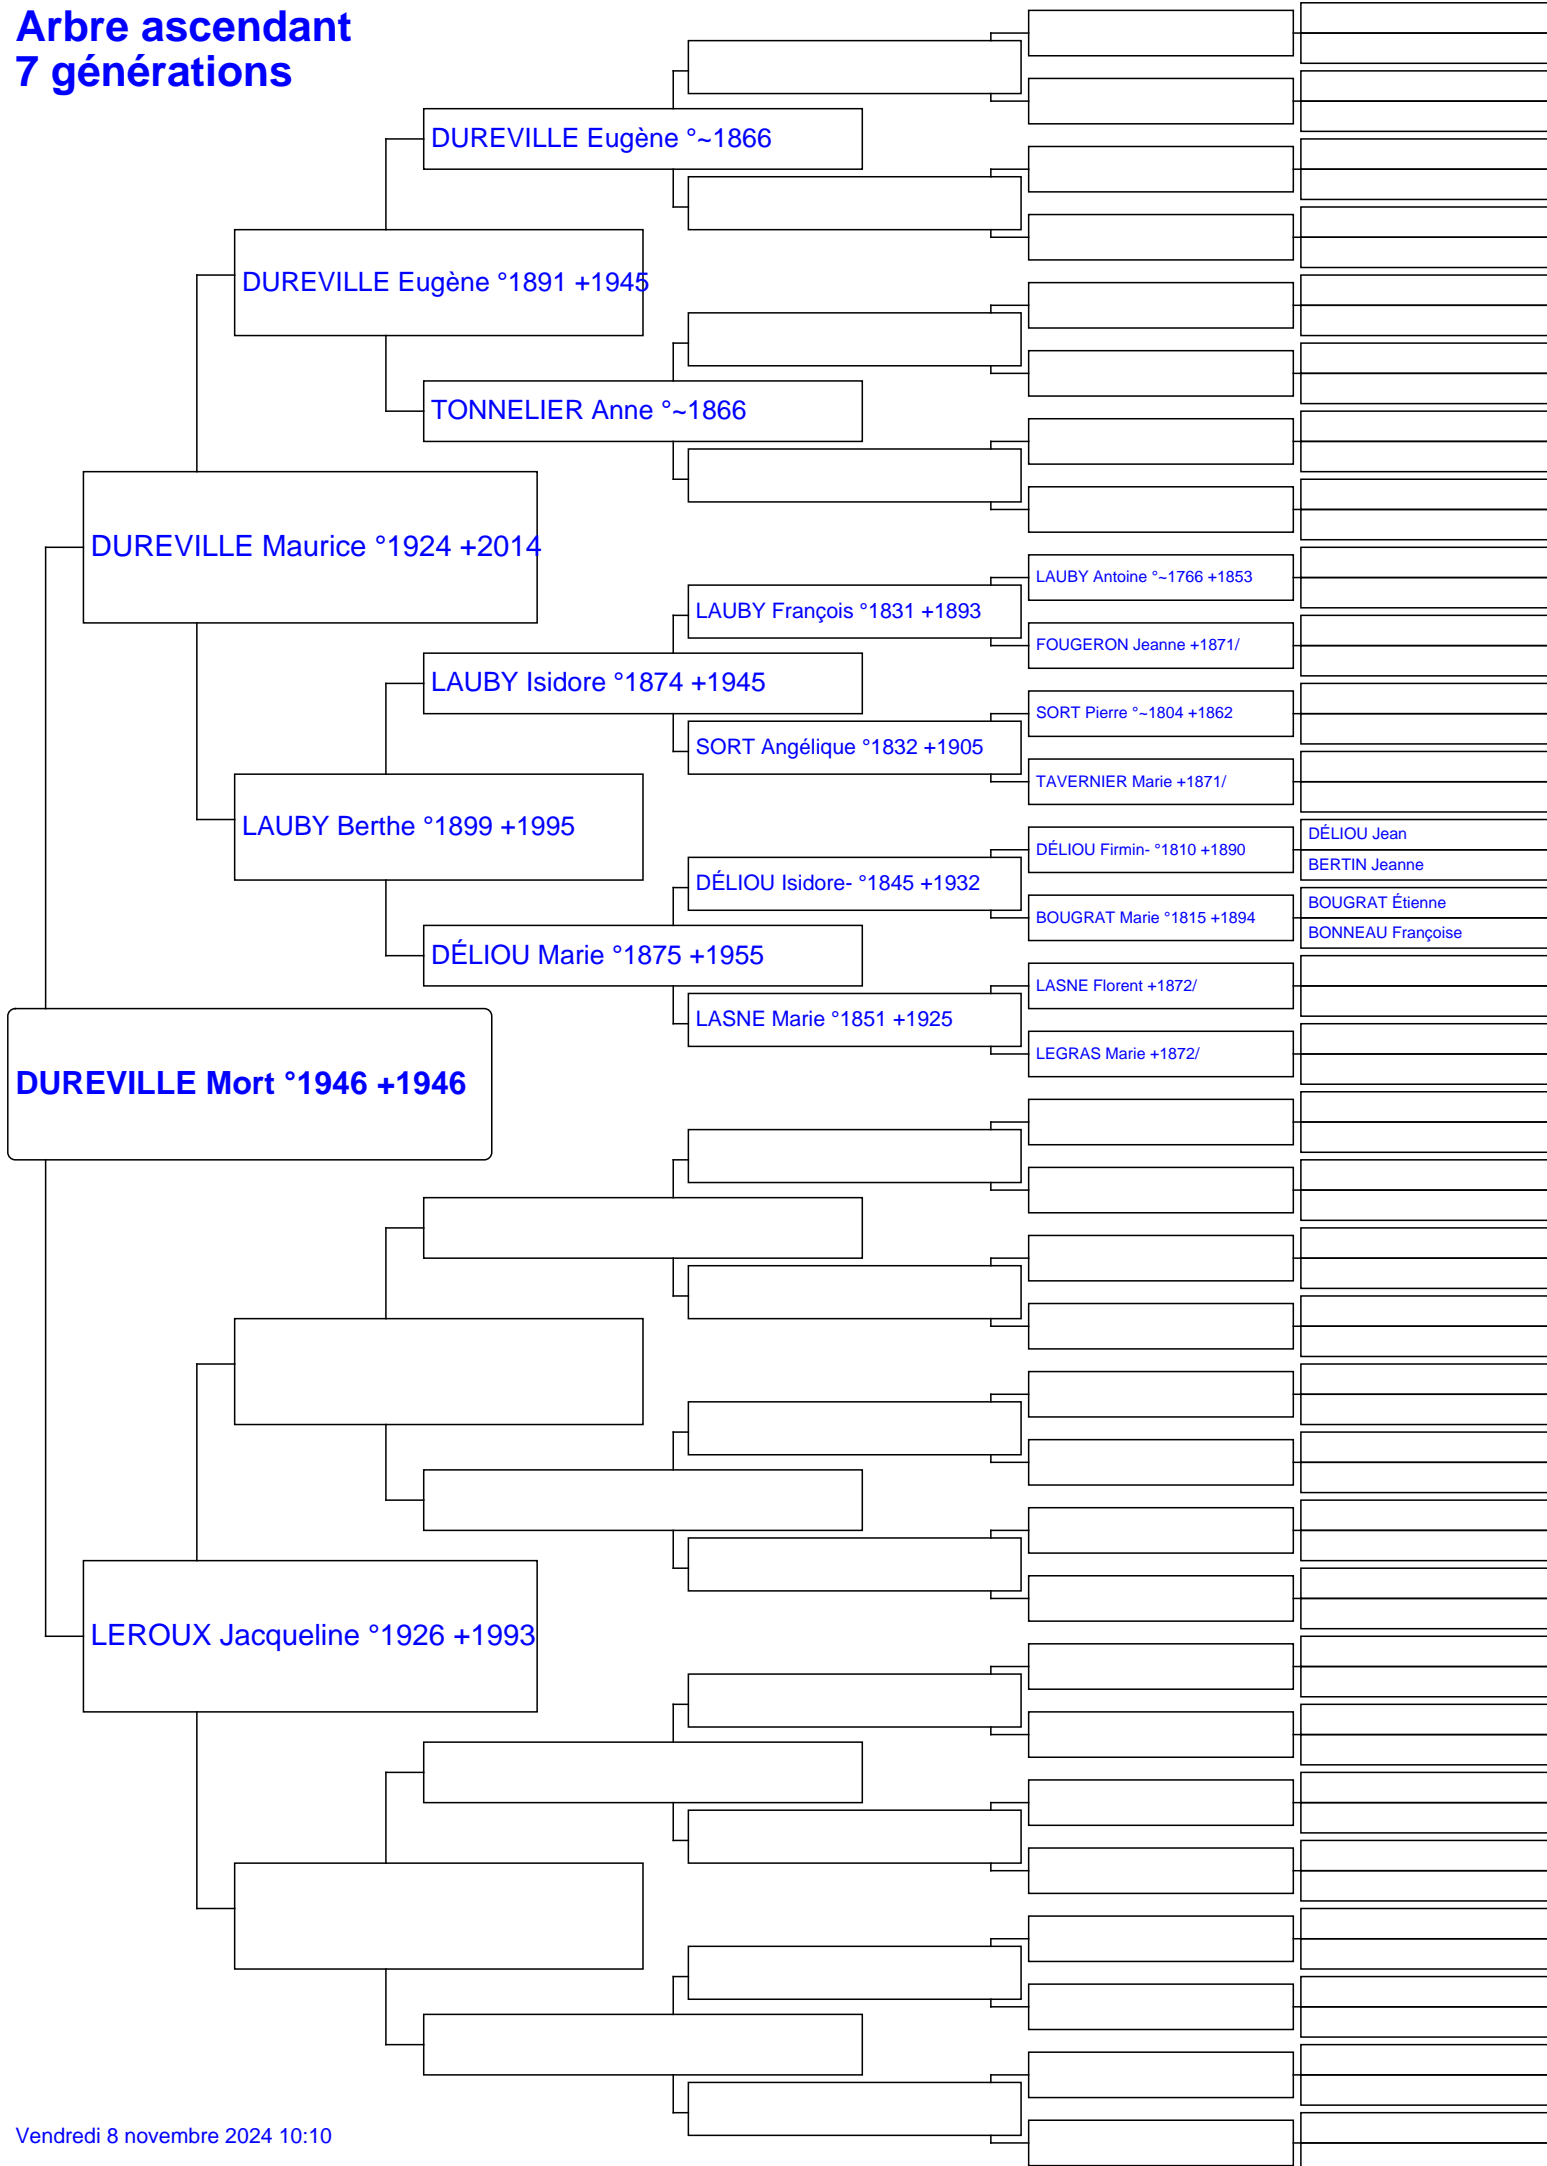 Arbre ascendant
7 générations
DUREVILLE Eugène °~1866
DUREVILLE Eugène °1891 +1945
TONNELIER Anne °~1866
DUREVILLE Maurice °1924 +2014
LAUBY Antoine °~1766 +1853
LAUBY François °1831 +1893
FOUGERON Jeanne +1871/
LAUBY Isidore °1874 +1945
SORT Pierre °~1804 +1862
SORT Angélique °1832 +1905
TAVERNIER Marie +1871/
LAUBY Berthe °1899 +1995
DÉLIOU Jean
DÉLIOU Firmin- °1810 +1890
BERTIN Jeanne
DÉLIOU Isidore- °1845 +1932
BOUGRAT Étienne
BOUGRAT Marie °1815 +1894
BONNEAU Françoise
DÉLIOU Marie °1875 +1955
LASNE Florent +1872/
LASNE Marie °1851 +1925
LEGRAS Marie +1872/
DUREVILLE Mort °1946 +1946
LEROUX Jacqueline °1926 +1993
Vendredi 8 novembre 2024 10:10